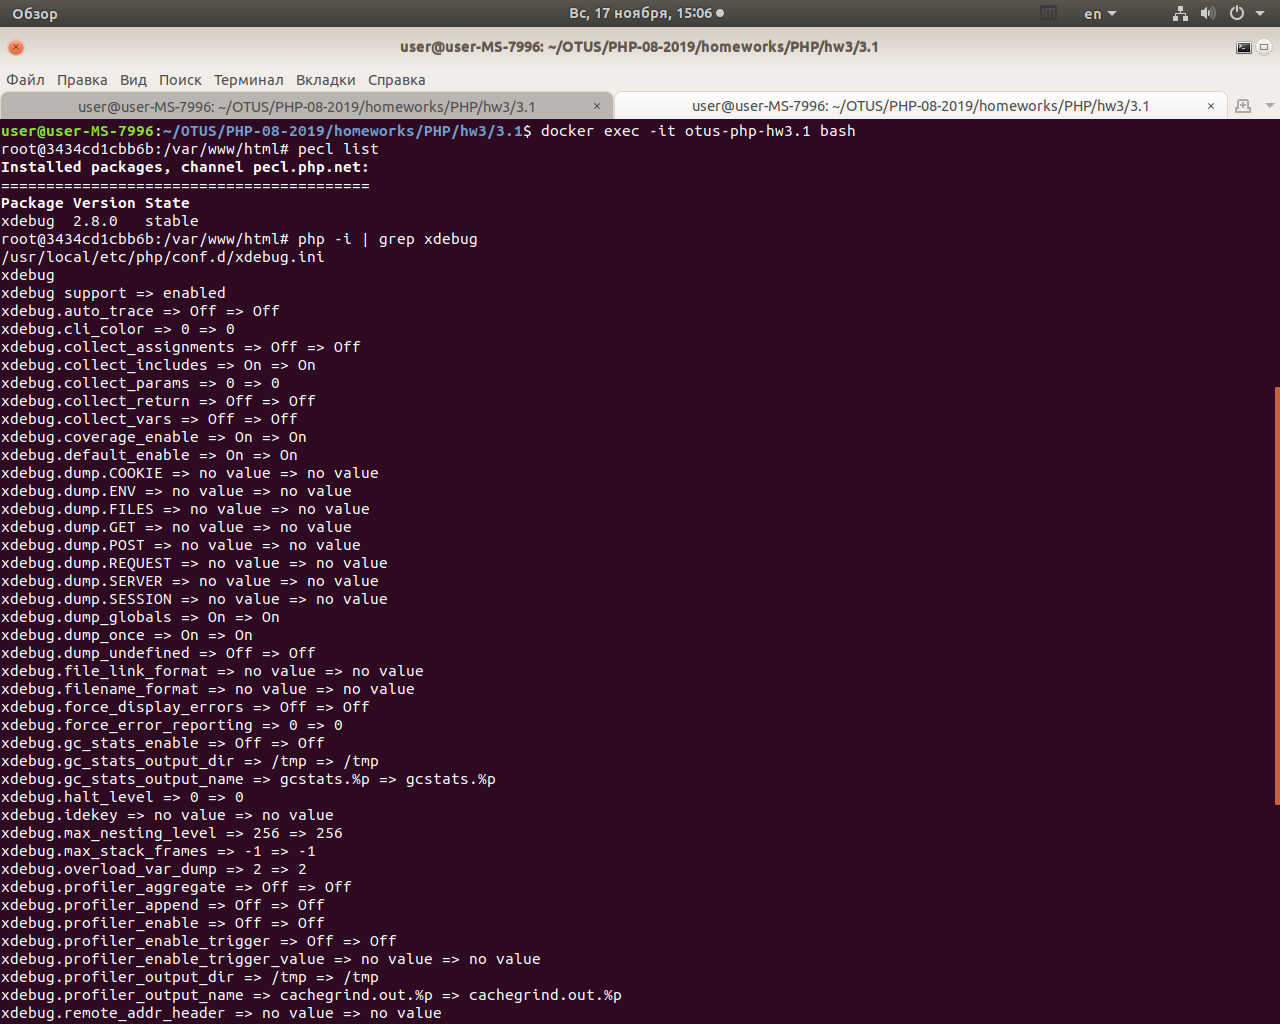 Обзор
Вс, 17 ноября, 15:06
en
user@user-MS-7996: ~/OTUS/PHP-08-2019/homeworks/PHP/hw3/3.1
Файл Правка Вид Поиск Терминал Вкладки Справка
user@user-MS-7996: ~/OTUS/PHP-08-2019/homeworks/PHP/hw3/3.1 ×
user@user-MS-7996: ~/OTUS/PHP-08-2019/homeworks/PHP/hw3/3.1 ×
user@user-MS-7996:~/OTUS/PHP-08-2019/homeworks/PHP/hw3/3.1$ docker exec -it otus-php-hw3.1 bash
root@3434cd1cbb6b:/var/www/html# pecl list
Installed packages, channel pecl.php.net:
=========================================
Package Version State
xdebug  2.8.0   stable
root@3434cd1cbb6b:/var/www/html# php -i | grep xdebug
/usr/local/etc/php/conf.d/xdebug.ini
xdebug
xdebug support => enabled
xdebug.auto_trace => Off => Off
xdebug.cli_color => 0 => 0
xdebug.collect_assignments => Off => Off
xdebug.collect_includes => On => On
xdebug.collect_params => 0 => 0
xdebug.collect_return => Off => Off
xdebug.collect_vars => Off => Off
xdebug.coverage_enable => On => On
xdebug.default_enable => On => On
xdebug.dump.COOKIE => no value => no value
xdebug.dump.ENV => no value => no value
xdebug.dump.FILES => no value => no value
xdebug.dump.GET => no value => no value
xdebug.dump.POST => no value => no value
xdebug.dump.REQUEST => no value => no value
xdebug.dump.SERVER => no value => no value
xdebug.dump.SESSION => no value => no value
xdebug.dump_globals => On => On
xdebug.dump_once => On => On
xdebug.dump_undefined => Off => Off
xdebug.file_link_format => no value => no value
xdebug.filename_format => no value => no value
xdebug.force_display_errors => Off => Off
xdebug.force_error_reporting => 0 => 0
xdebug.gc_stats_enable => Off => Off
xdebug.gc_stats_output_dir => /tmp => /tmp
xdebug.gc_stats_output_name => gcstats.%p => gcstats.%p
xdebug.halt_level => 0 => 0
xdebug.idekey => no value => no value
xdebug.max_nesting_level => 256 => 256
xdebug.max_stack_frames => -1 => -1
xdebug.overload_var_dump => 2 => 2
xdebug.profiler_aggregate => Off => Off
xdebug.profiler_append => Off => Off
xdebug.profiler_enable => Off => Off
xdebug.profiler_enable_trigger => Off => Off
xdebug.profiler_enable_trigger_value => no value => no value
xdebug.profiler_output_dir => /tmp => /tmp
xdebug.profiler_output_name => cachegrind.out.%p => cachegrind.out.%p
xdebug.remote_addr_header => no value => no value